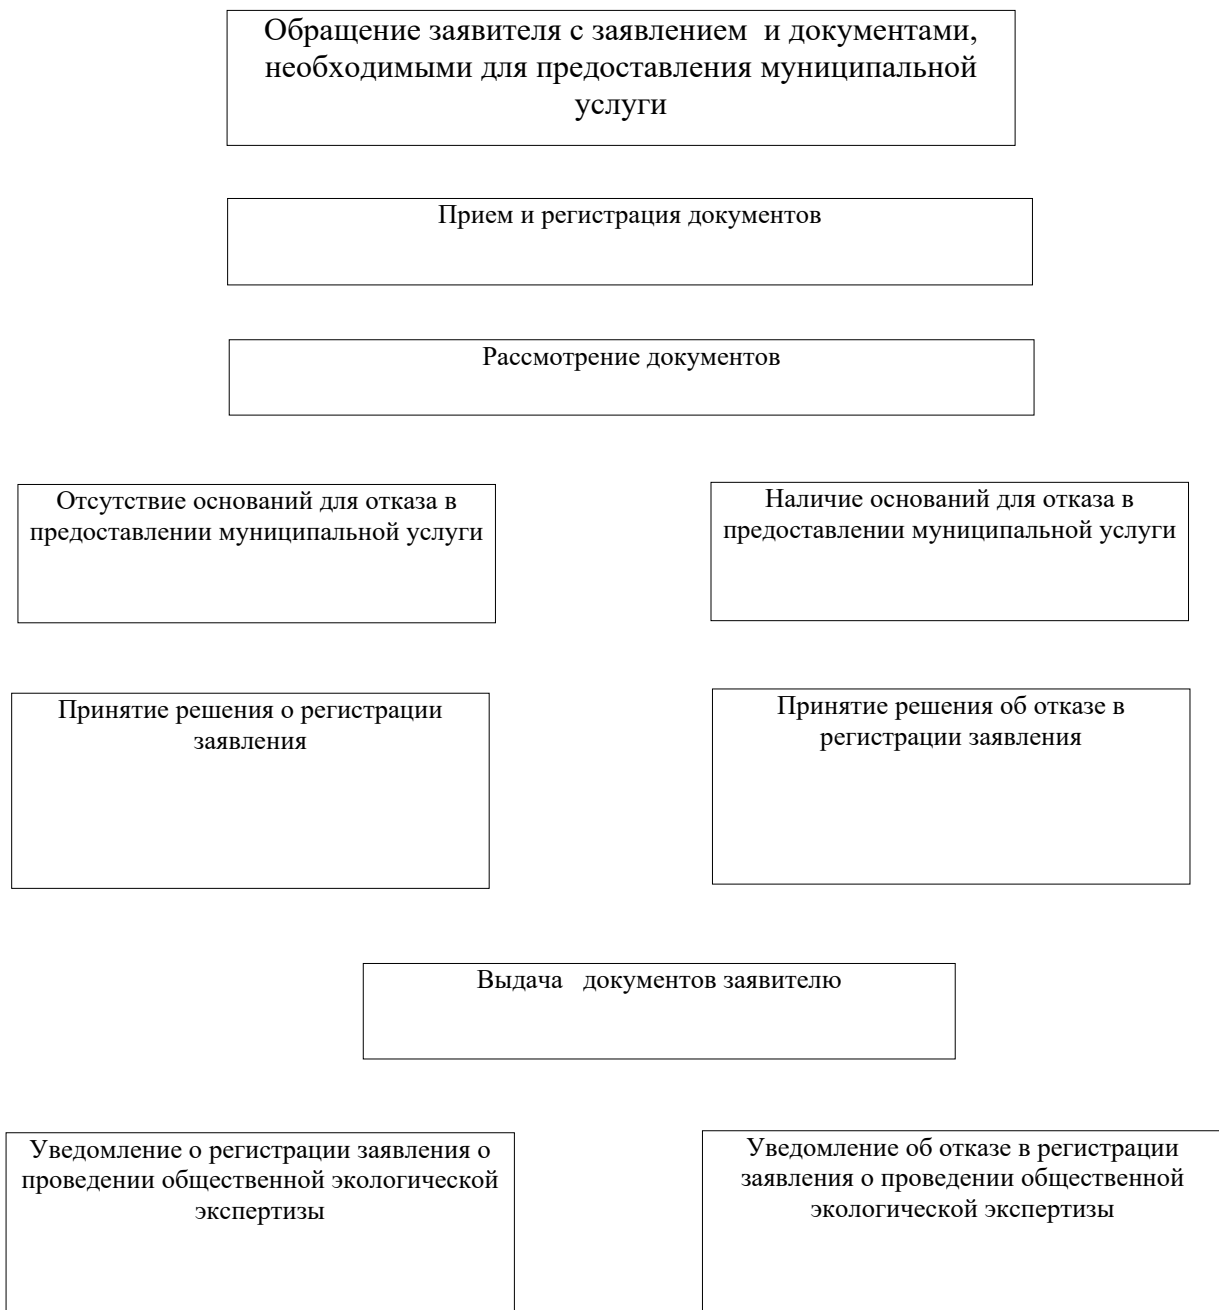 Обращение заявителя с заявлением  и документами,
необходимыми для предоставления муниципальной
услуги
Прием и регистрация документов
Рассмотрение документов
Отсутствие оснований для отказа в
предоставлении муниципальной услуги
Наличие оснований для отказа в
предоставлении муниципальной услуги
Принятие решения о регистрации
заявления
Принятие решения об отказе в
регистрации заявления
Выдача   документов заявителю
Уведомление о регистрации заявления о
проведении общественной экологической
экспертизы
Уведомление об отказе в регистрации
заявления о проведении общественной
экологической экспертизы